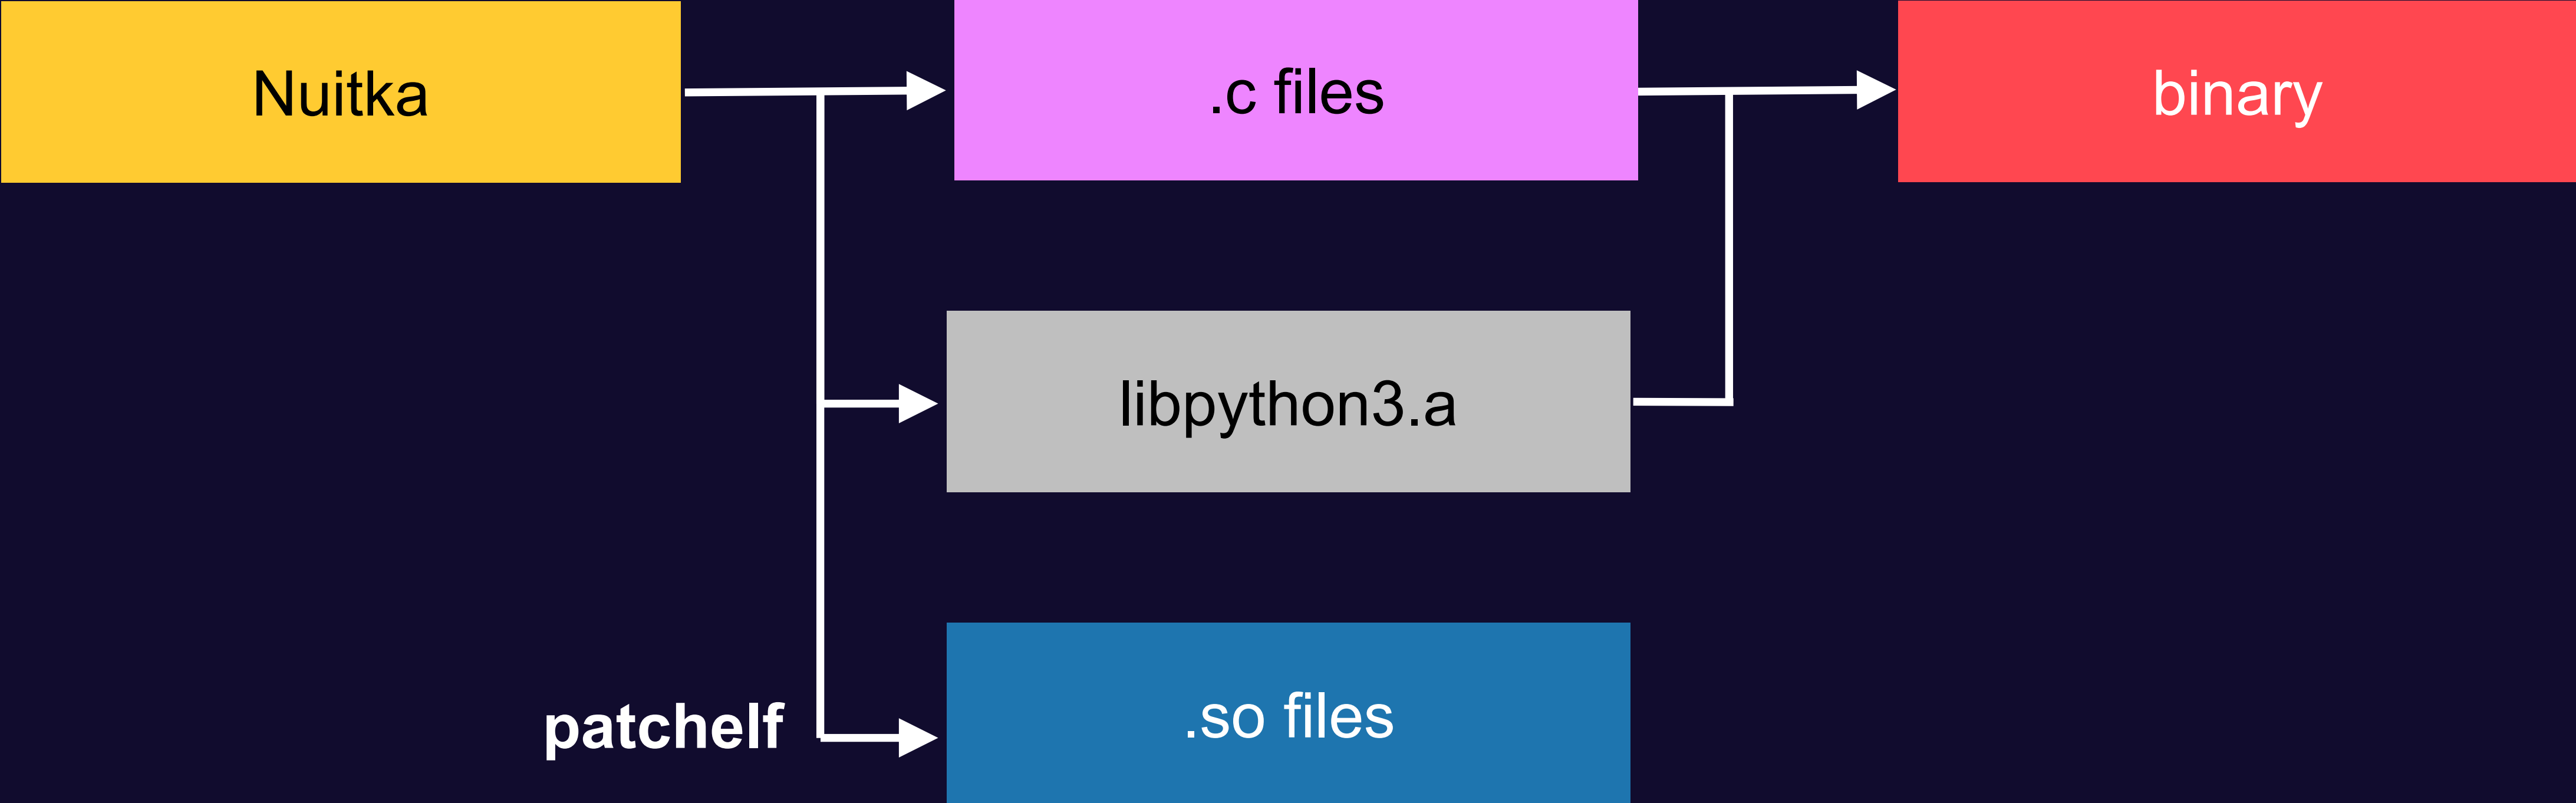 Nuitka
.c files
binary
libpython3.a
patchelf
.so files